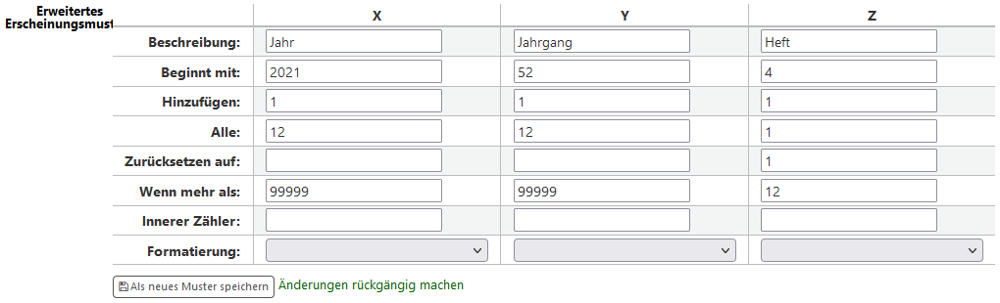 Erweitertes
Erscheinungsmust
X Y Z
Beschreibung: Jahr Jahrgang Heft
Beginnt mit: 2021 52 4
Hinzufügen: 1 1 1
Alle: 12 12 1
Zurücksetzen auf: 1
Wenn mehr als: 99999 99999 12
Innerer Zähler:
Formatierung:
Als neues Muster speichern Änderungen rückgängig machen